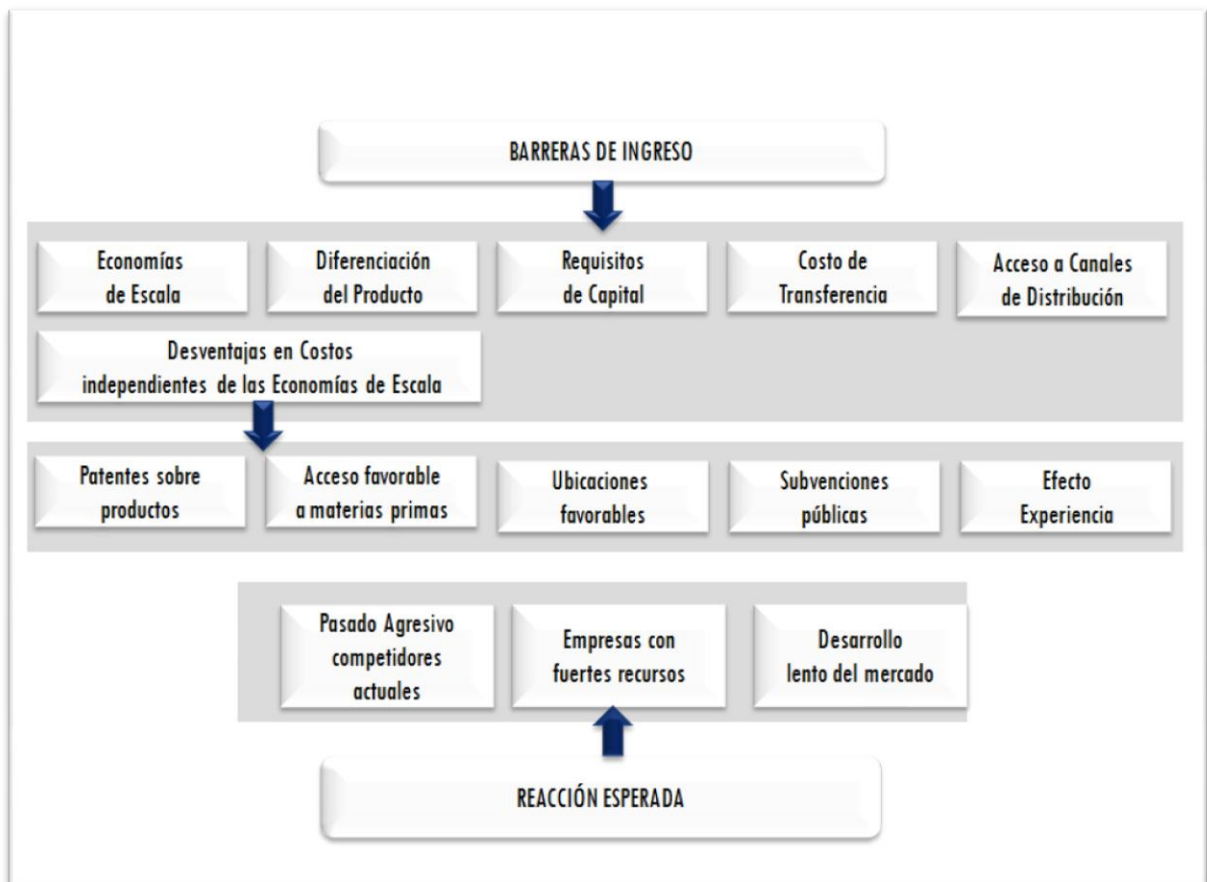 BARRERAS DE INGRESO
Economías
de Escala
Diferenciación
del Producto
Requisitos
de Capital
Costo de
Transferencia
Acceso a Canales
de Distribución
Desventajas en Costos
independientes de las Economías de Escala
Patentes sobre
productos
Acceso favorable
a materias primas
Ubicaciones
favorables
Subvenciones
públicas
Efecto
Experiencia
Pasado Agresivo
competidores
actuales
Empresas con
fuertes recursos
Desarrollo
lento del mercado
REACCIÓN ESPERADA